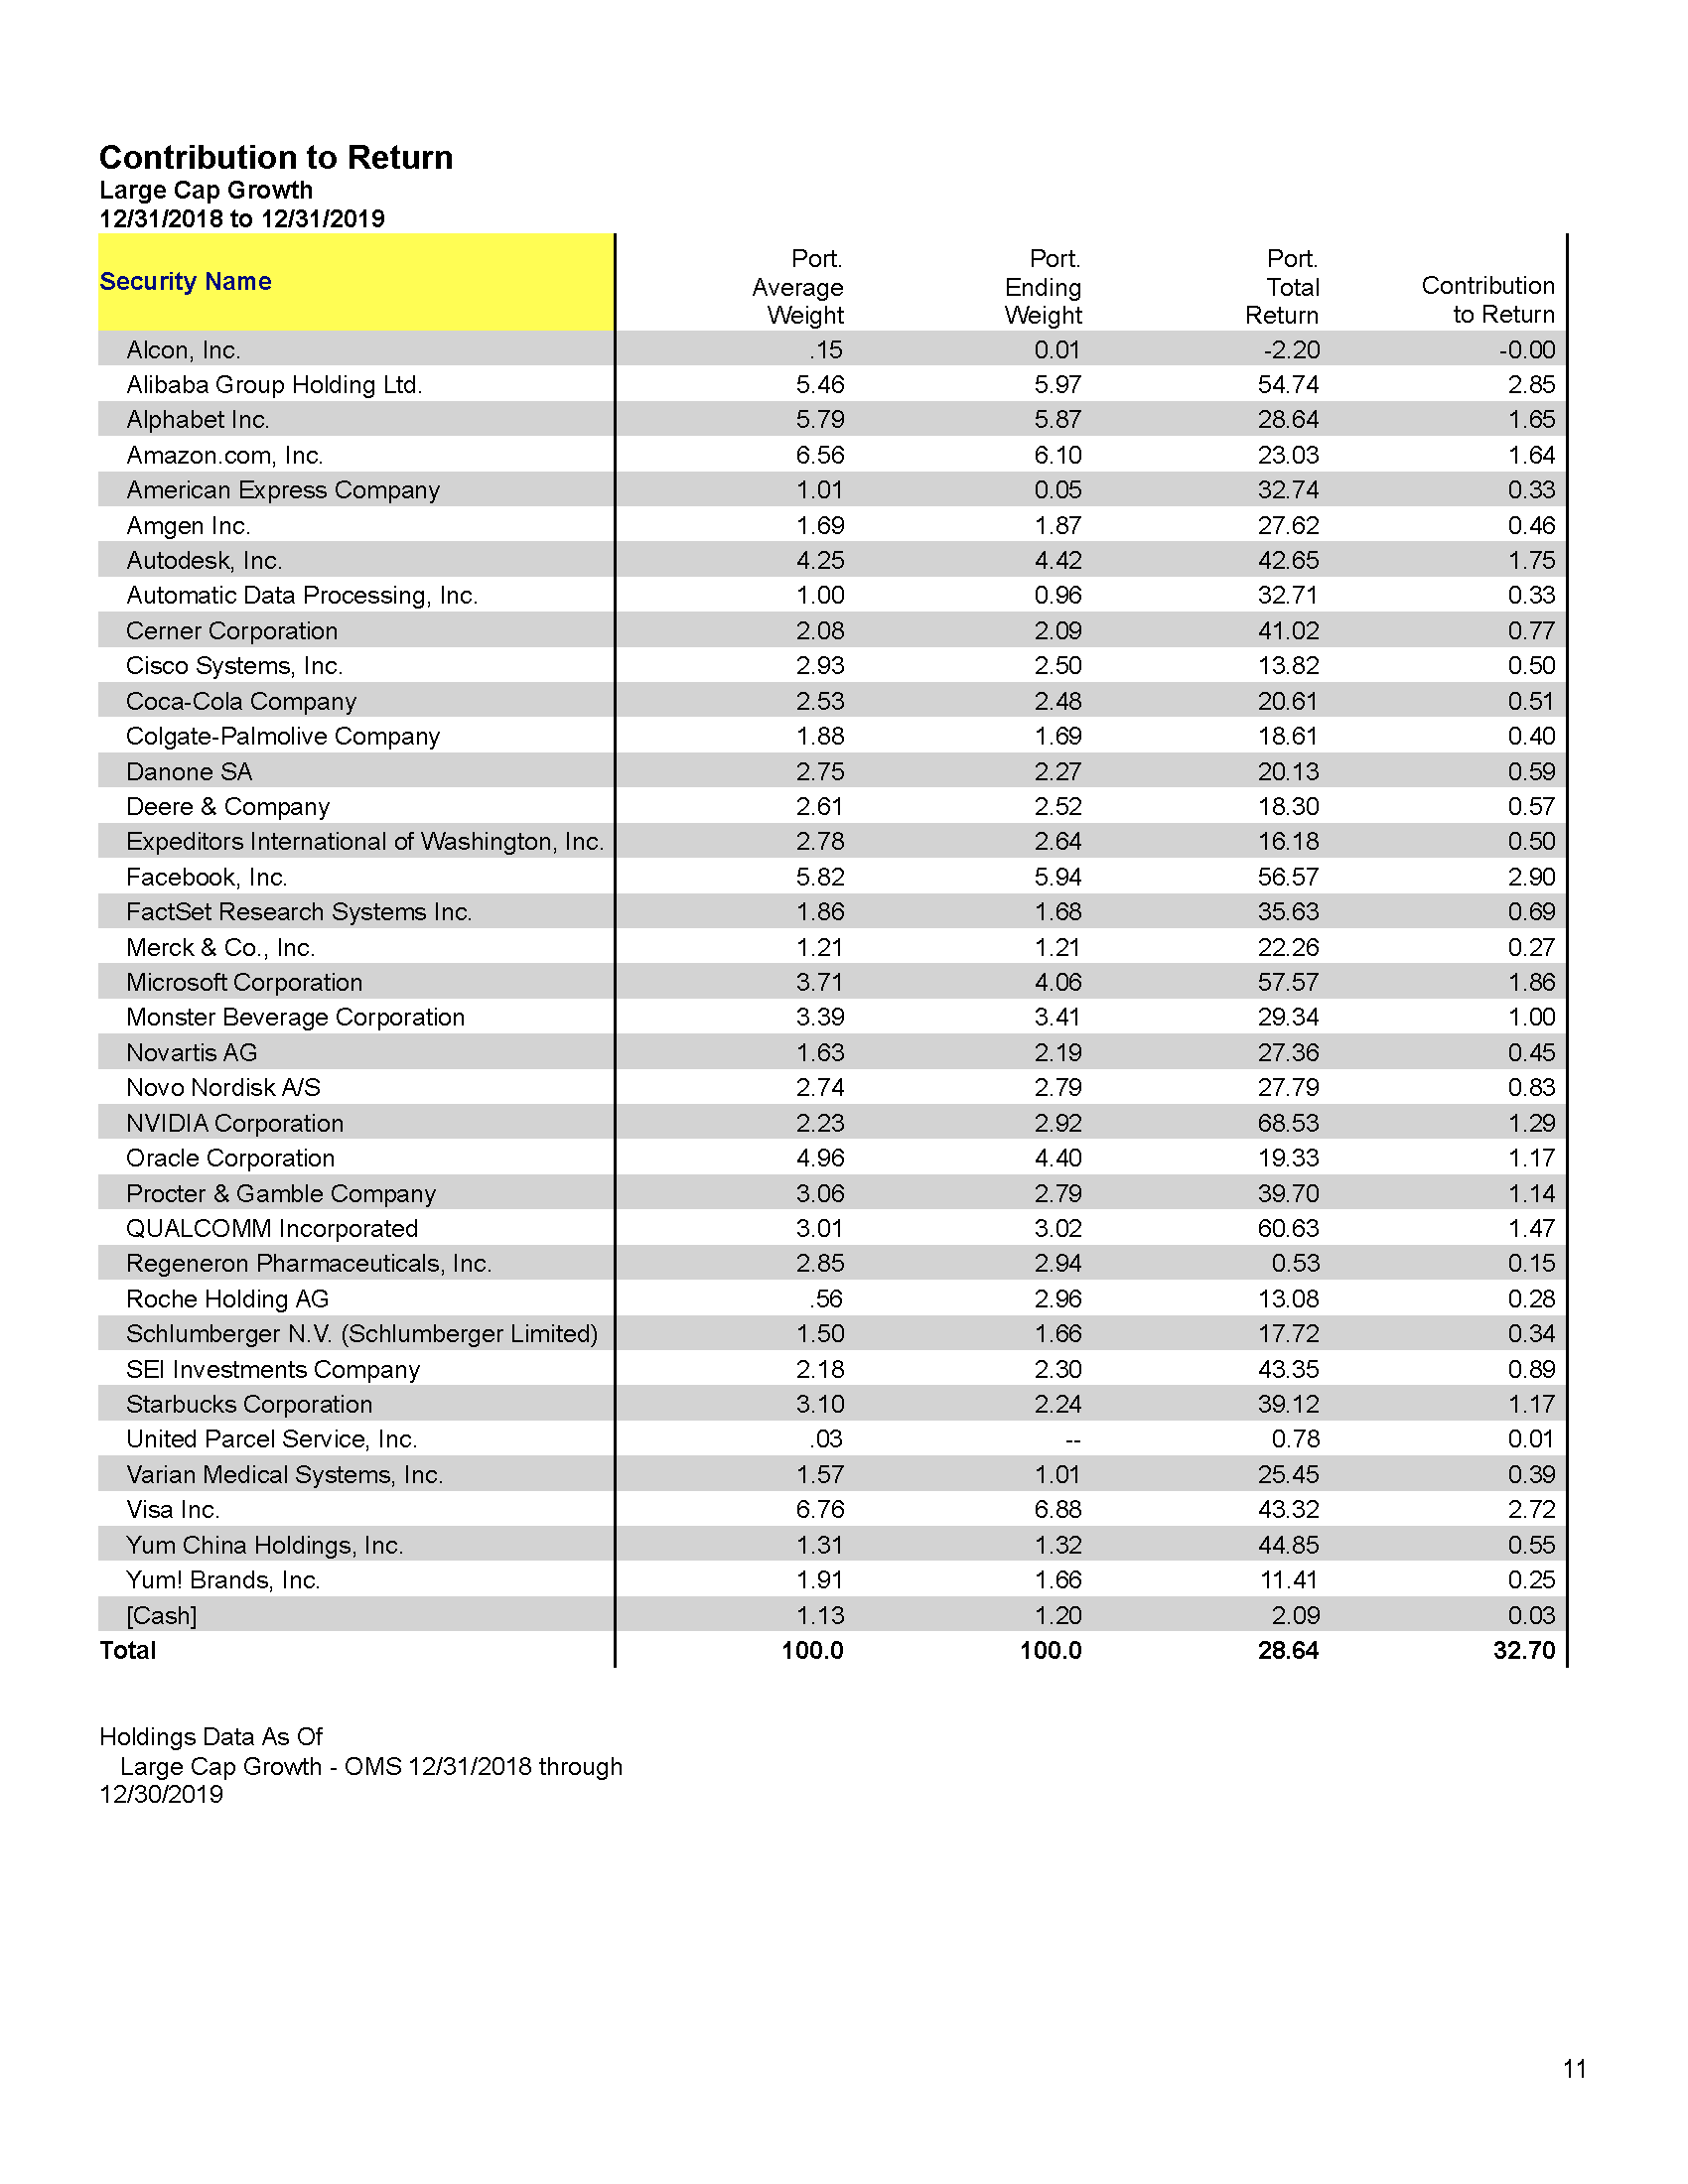 Contribution to Return
Large Cap Growth
12/31/2018 to 12/31/2019
Security Name Port. Average Weight Port. Ending Weight Port. Total Return Contribution to Return
Alcon, Inc. .15 0.01 -2.20 -0.00
Alibaba Group Holding Ltd. 5.46 5.97 54.74 2.85
Alphabet Inc. 5.79 5.87 28.64 1.65
Amazon.com, Inc. 6.56 6.10 23.03 1.64
American Express Company 1.01 0.05 32.74 0.33
Amgen Inc. 1.69 1.87 27.62 0.46
Autodesk, Inc. 4.25 4.42 42.65 1.75
Automatic Data Processing, Inc. 1.00 0.96 32.71 0.33
Cerner Corporation 2.08 2.09 41.02 0.77
Cisco Systems, Inc. 2.93 2.50 13.82 0.50
Coca-Cola Company 2.53 2.48 20.61 0.51
Colgate-Palmolive Company 1.88 1.69 18.61 0.40
Danone SA 2.75 2.27 20.13 0.59
Deere & Company 2.61 2.52 18.30 0.57
Expeditors International of Washington, Inc. 2.78 2.64 16.18 0.50
Facebook, Inc. 5.82 5.94 56.57 2.90
FactSet Research Systems Inc. 1.86 1.68 35.63 0.69
Merck & Co., Inc. 1.21 1.21 22.26 0.27
Microsoft Corporation 3.71 4.06 57.57 1.86
Monster Beverage Corporation 3.39 3.41 29.34 1.00
Novartis AG 1.63 2.19 27.36 0.45
Novo Nordisk A/S 2.74 2.79 27.79 0.83
NVIDIA Corporation 2.23 2.92 68.53 1.29
Oracle Corporation 4.96 4.40 19.33 1.17
Procter & Gamble Company 3.06 2.79 39.70 1.14
QUALCOMM Incorporated 3.01 3.02 60.63 1.47
Regeneron Pharmaceuticals, Inc. 2.85 2.94 0.53 0.15
Roche Holding AG .56 2.96 13.08 0.28
Schlumberger N.V. (Schlumberger Limited) 1.50 1.66 17.72 0.34
SEI Investments Company 2.18 2.30 43.35 0.89
Starbucks Corporation 3.10 2.24 39.12 1.17
United Parcel Service, Inc. .03 -- 0.78 0.01
Varian Medical Systems, Inc. 1.57 1.01 25.45 0.39
Visa Inc. 6.76 6.88 43.32 2.72
Yum China Holdings, Inc. 1.31 1.32 44.85 0.55
Yum! Brands, Inc. 1.91 1.66 11.41 0.25
[Cash] 1.13 1.20 2.09 0.03
Total 100.0 100.0 28.64 32.70
Holdings Data As Of
Large Cap Growth - OMS 12/31/2018 through
12/30/2019
11